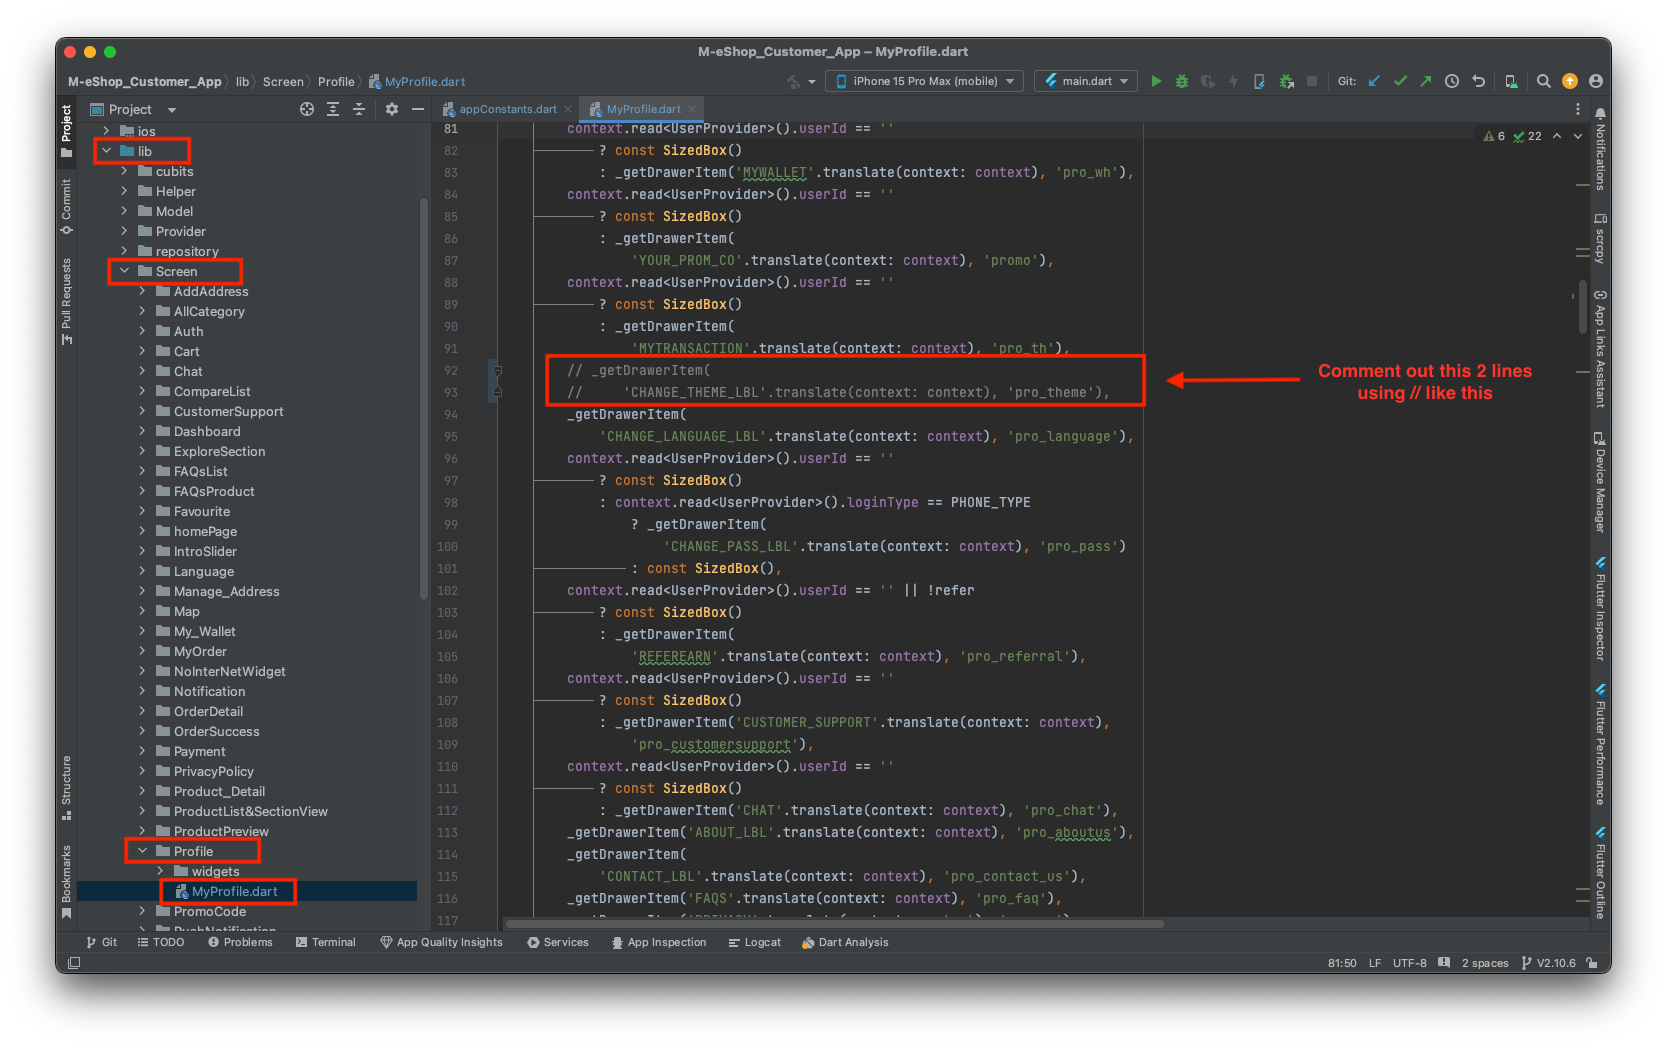 M-eShop_Customer_App – MyProfile.dart
M-eShop_Customer_App lib Screen Profile MyProfile.dart
iPhone 15 Pro Max (mobile)
main.dart
Git:
Project
appConstants.dart
MyProfile.dart
Project
Commit
Pull Requests
Structure
Bookmarks
ios
lib
cubits
Helper
Model
Provider
repository
Screen
AddAddress
AllCategory
Auth
Cart
Chat
CompareList
CustomerSupport
Dashboard
ExploreSection
FAQsList
FAQsProduct
Favourite
homePage
IntroSlider
Language
Manage_Address
Map
My_Wallet
MyOrder
NoInterNetWidget
Notification
OrderDetail
OrderSuccess
Payment
PrivacyPolicy
Product_Detail
ProductList&SectionView
ProductPreview
Profile
widgets
MyProfile.dart
PromoCode
PushNotification
6 22
81 context.read<UserProvider>().userId == ''
82 ? const SizedBox()
83 : _getDrawerItem('MYWALLET'.translate(context: context), 'pro_wh'),
84 context.read<UserProvider>().userId == ''
85 ? const SizedBox()
86 : _getDrawerItem(
87 'YOUR_PROM_CO'.translate(context: context), 'promo'),
88 context.read<UserProvider>().userId == ''
89 ? const SizedBox()
90 : _getDrawerItem(
91 'MYTRANSACTION'.translate(context: context), 'pro_th'),
92 // _getDrawerItem(
93 // 'CHANGE_THEME_LBL'.translate(context: context), 'pro_theme'),
94 _getDrawerItem(
95 'CHANGE_LANGUAGE_LBL'.translate(context: context), 'pro_language'),
96 context.read<UserProvider>().userId == ''
97 ? const SizedBox()
98 : context.read<UserProvider>().loginType == PHONE_TYPE
99 ? _getDrawerItem(
100 'CHANGE_PASS_LBL'.translate(context: context), 'pro_pass')
101 : const SizedBox(),
102 context.read<UserProvider>().userId == '' || !refer
103 ? const SizedBox()
104 : _getDrawerItem(
105 'REFEREARN'.translate(context: context), 'pro_referral'),
106 context.read<UserProvider>().userId == ''
107 ? const SizedBox()
108 : _getDrawerItem('CUSTOMER_SUPPORT'.translate(context: context),
109 'pro_customersupport'),
110 context.read<UserProvider>().userId == ''
111 ? const SizedBox()
112 : _getDrawerItem('CHAT'.translate(context: context), 'pro_chat'),
113 _getDrawerItem('ABOUT_LBL'.translate(context: context), 'pro_aboutus'),
114 _getDrawerItem(
115 'CONTACT_LBL'.translate(context: context), 'pro_contact_us'),
116 _getDrawerItem('FAQS'.translate(context: context), 'pro_faq'),
117
Comment out this 2 lines
using // like this
Notifications
scrcpy
App Links Assistant
Device Manager
Flutter Inspector
Flutter Performance
Flutter Outline
Git TODO Problems Terminal App Quality Insights Services App Inspection Logcat Dart Analysis
81:50 LF UTF-8 2 spaces V2.10.6